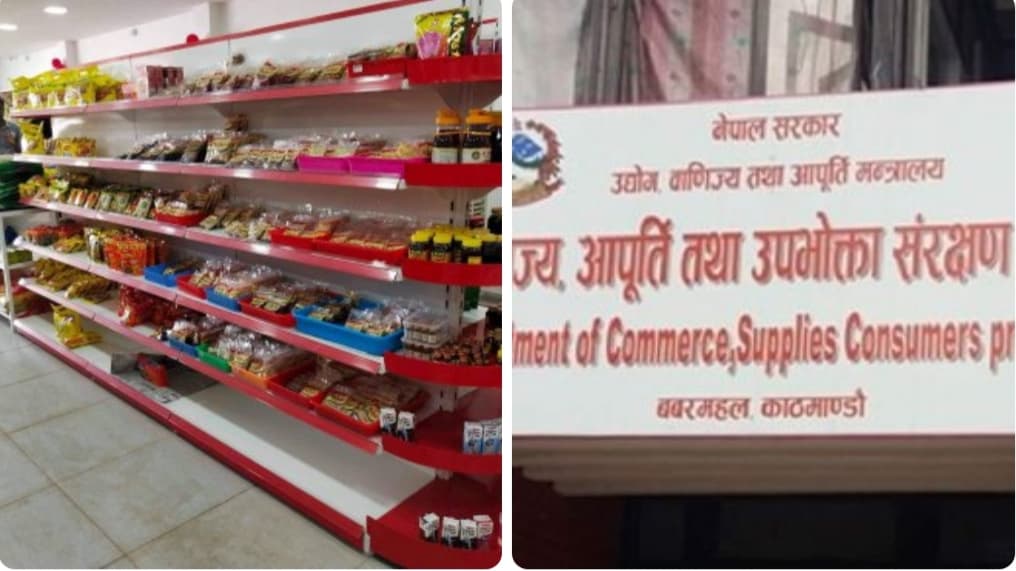 नेपाल सरकार
उद्योग, वाणिज्य तथा आपूर्ति मन्त्रालय
ज्य, आपूर्ति तथा उपभोक्ता संरक्षण
ment of Commerce,Supplies Consumers pr
बबरमहल, काठमाण्डौ